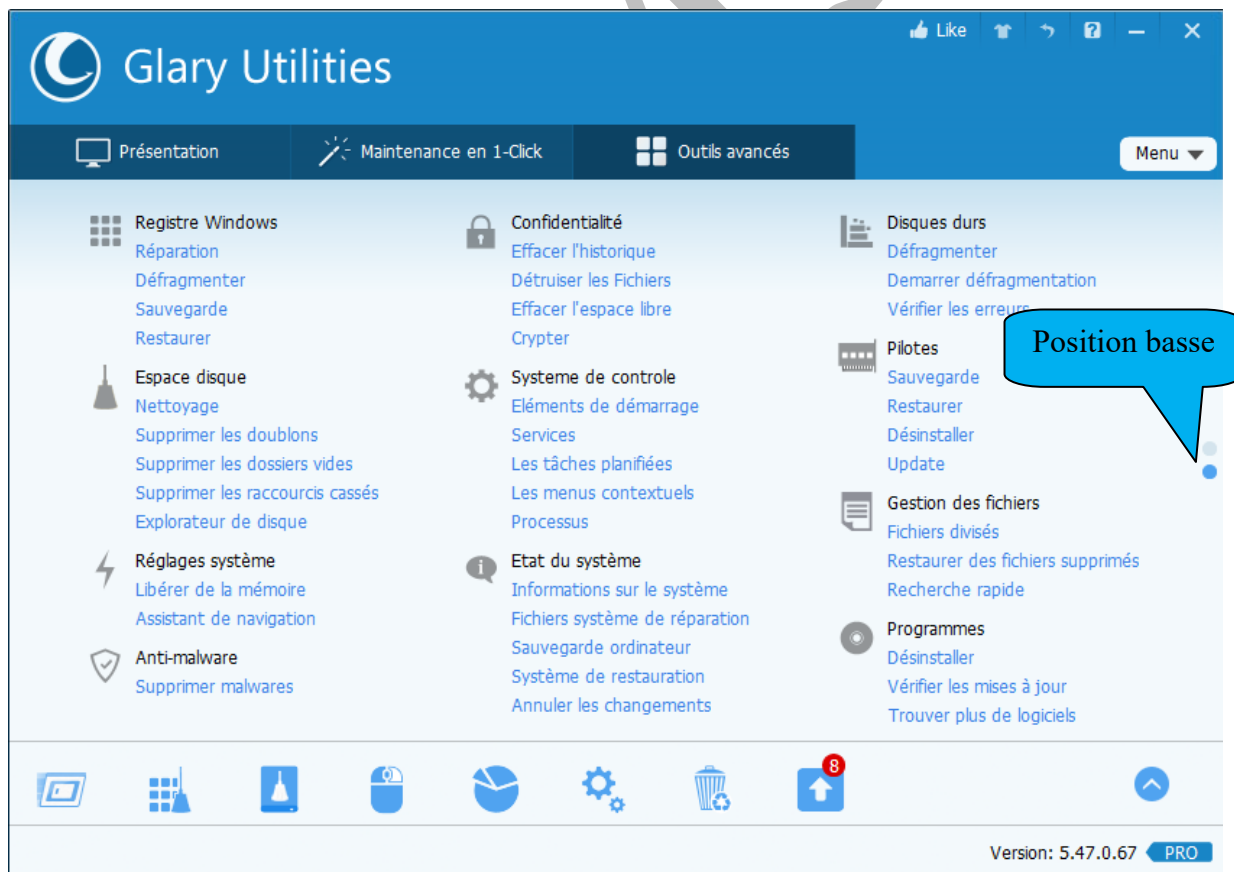 Like
Glary Utilities
Présentation
Maintenance en 1-Click
Outils avancés
Menu
Registre Windows
Réparation
Défragmenter
Sauvegarde
Restaurer
Espace disque
Nettoyage
Supprimer les doublons
Supprimer les dossiers vides
Supprimer les raccourcis cassés
Explorateur de disque
Réglages système
Libérer de la mémoire
Assistant de navigation
Anti-malware
Supprimer malwares
Confidentialité
Effacer l'historique
Détruiser les Fichiers
Effacer l'espace libre
Crypter
Systeme de controle
Eléments de démarrage
Services
Les tâches planifiées
Les menus contextuels
Processus
Etat du système
Informations sur le système
Fichiers système de réparation
Sauvegarde ordinateur
Système de restauration
Annuler les changements
Disques durs
Défragmenter
Demarrer défragmentation
Vérifier les erreurs
Pilotes
Sauvegarde
Restaurer
Désinstaller
Update
Gestion des fichiers
Fichiers divisés
Restaurer des fichiers supprimés
Recherche rapide
Programmes
Désinstaller
Vérifier les mises à jour
Trouver plus de logiciels
Position basse
8
Version: 5.47.0.67 PRO